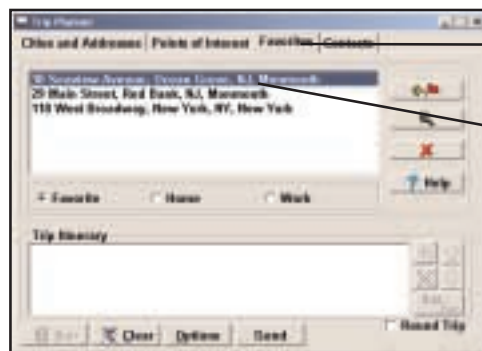 Trip Planner
Cities and Addresses Points of Interest Favorites Contacts
Seaview Avenue, Ocean Grove, NJ, Monmouth
29 Main Street, Red Bank, NJ, Monmouth
110 West Broadway, New York, NY, New York
Help
Favorite Home Work
Trip Itinerary
Clear Options Send
Round Trip